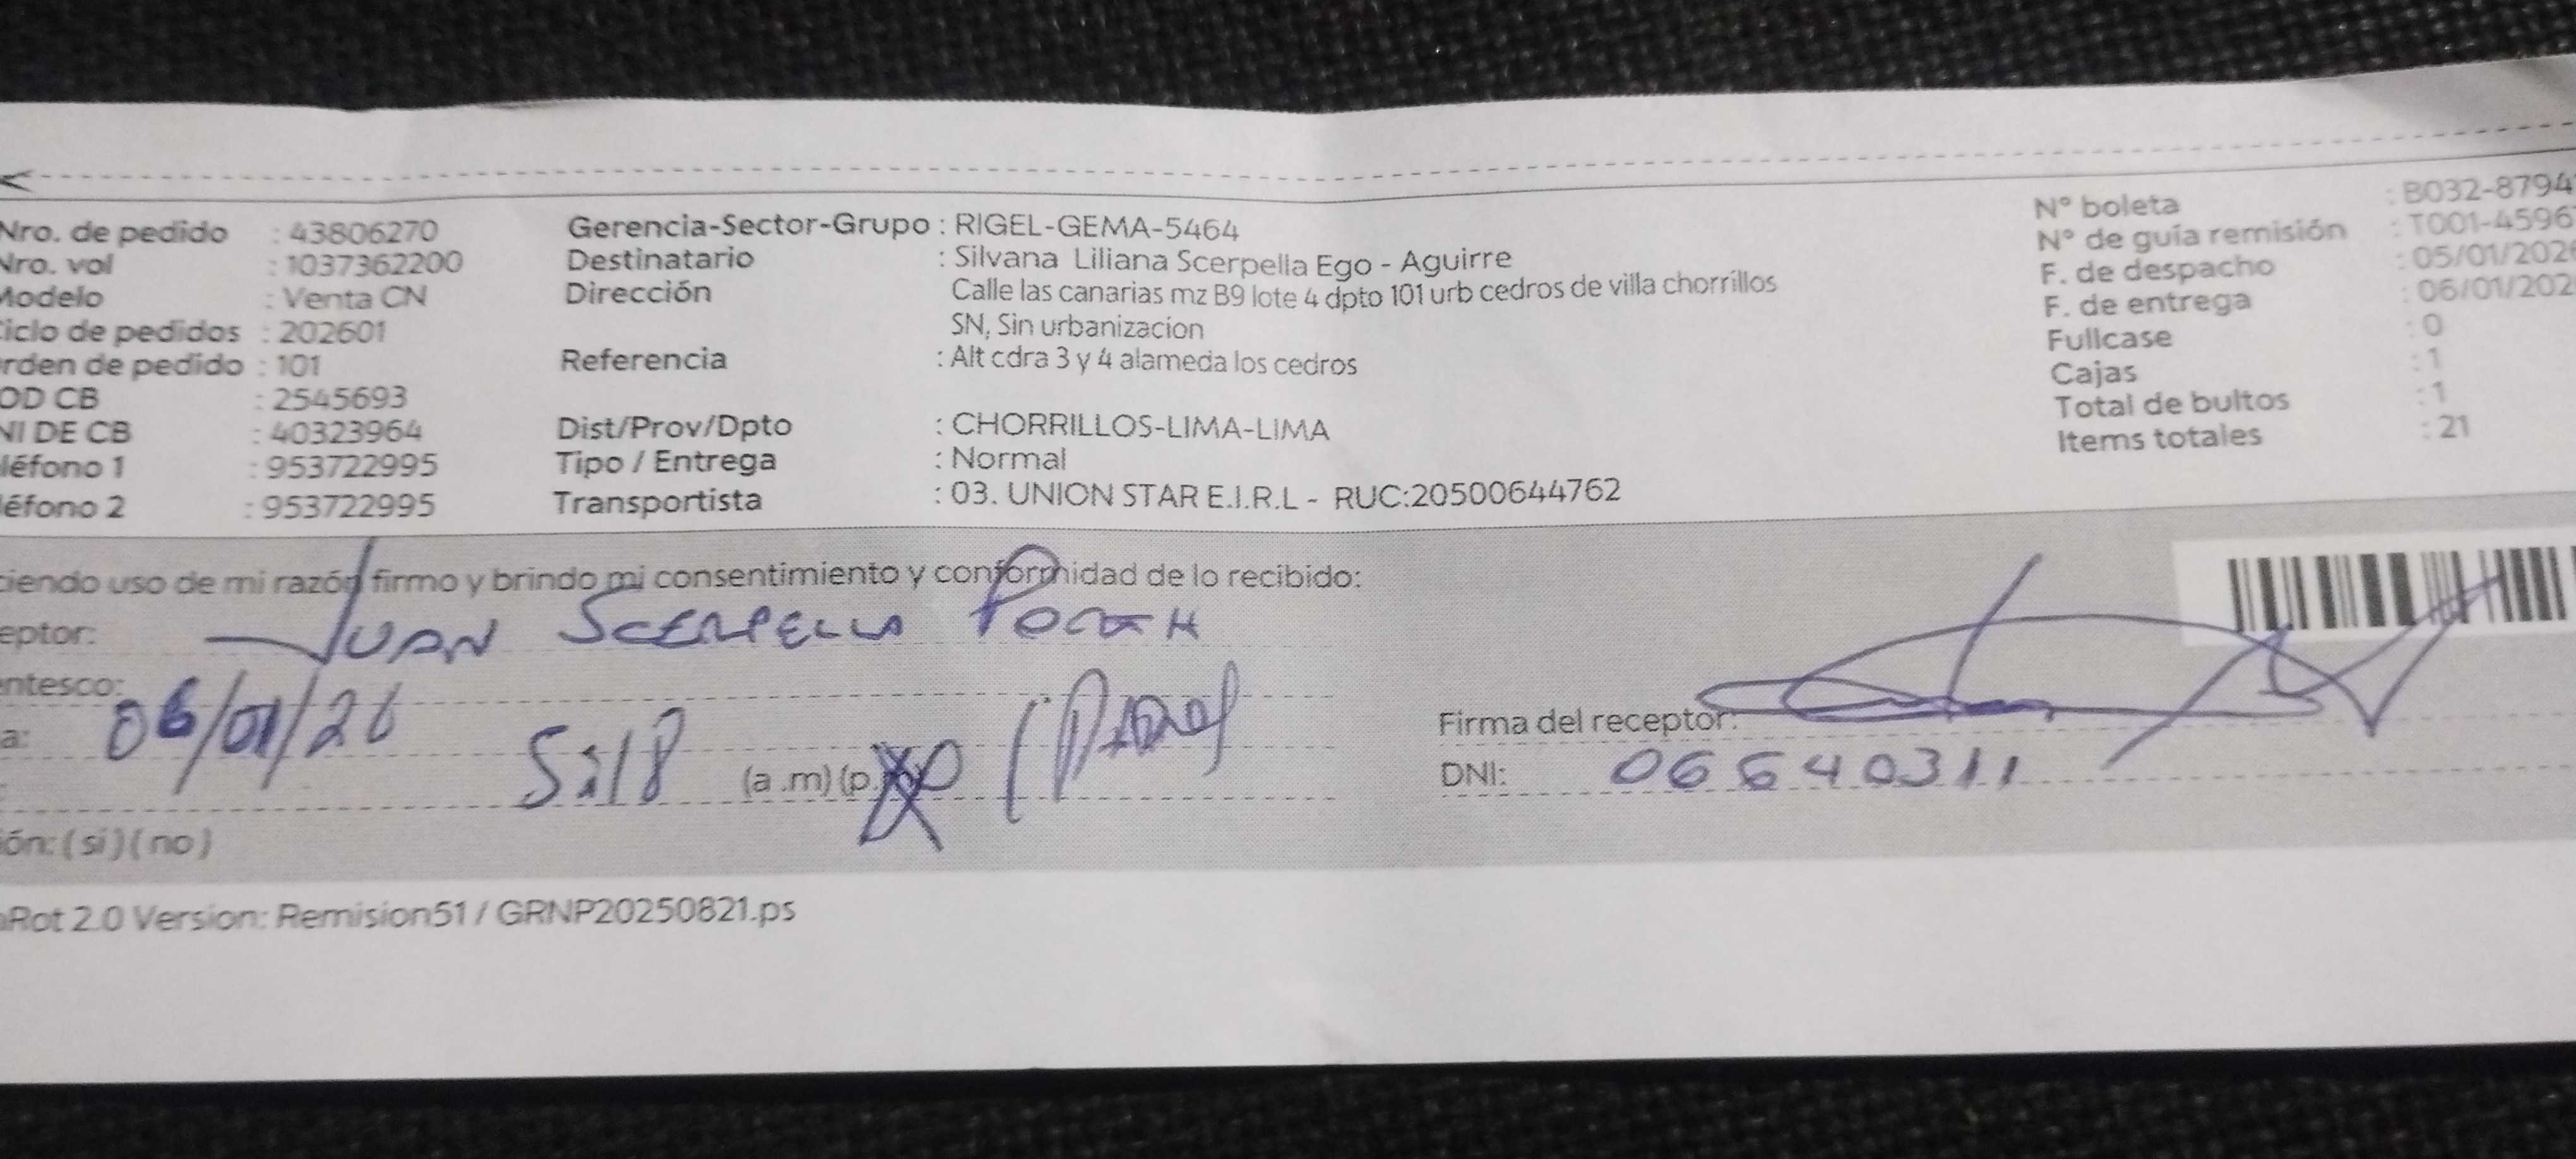 Nro. de pedido : 43806270
Nro. vol : 1037362200
Modelo : Venta CN
Ciclo de pedidos : 202601
rden de pedido : 101
OD CB : 2545693
NI DE CB : 40323964
léfono 1 : 953722995
léfono 2 : 953722995
Gerencia-Sector-Grupo : RIGEL-GEMA-5464
Destinatario : Silvana Liliana Scerpella Ego - Aguirre
Dirección : Calle las canarias mz B9 lote 4 dpto 101 urb cedros de villa chorrillos
SN, Sin urbanizacion
Referencia : Alt cdra 3 y 4 alameda los cedros
Dist/Prov/Dpto : CHORRILLOS-LIMA-LIMA
Tipo / Entrega : Normal
Transportista : 03. UNION STAR E.I.R.L - RUC:20500644762
N° boleta : B032-8794
N° de guía remisión : T001-4596
F. de despacho : 05/01/202
F. de entrega : 06/01/202
Fullcase : 0
Cajas : 1
Total de bultos : 1
Items totales : 21
ciendo uso de mi razón firmo y brindo mi consentimiento y conformidad de lo recibido:
eptor: JUAN SCERPELLA
entesco:
a: 06/01/26
(a .m) (p.
Firma del receptor:
DNI: 06640311
ión: ( si ) ( no )
Rot 2.0 Version: Remision51 / GRNP20250821.ps